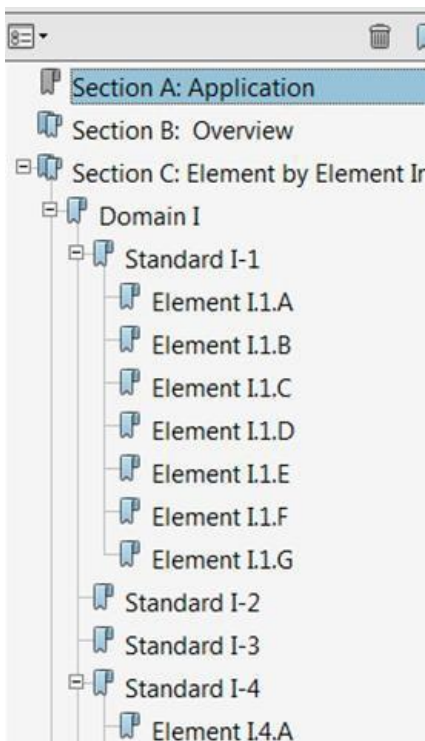 Section A: Application
Section B: Overview
Section C: Element by Element
Domain I
Standard I-1
Element I.1.A
Element I.1.B
Element I.1.C
Element I.1.D
Element I.1.E
Element I.1.F
Element I.1.G
Standard I-2
Standard I-3
Standard I-4
Element I.4.A